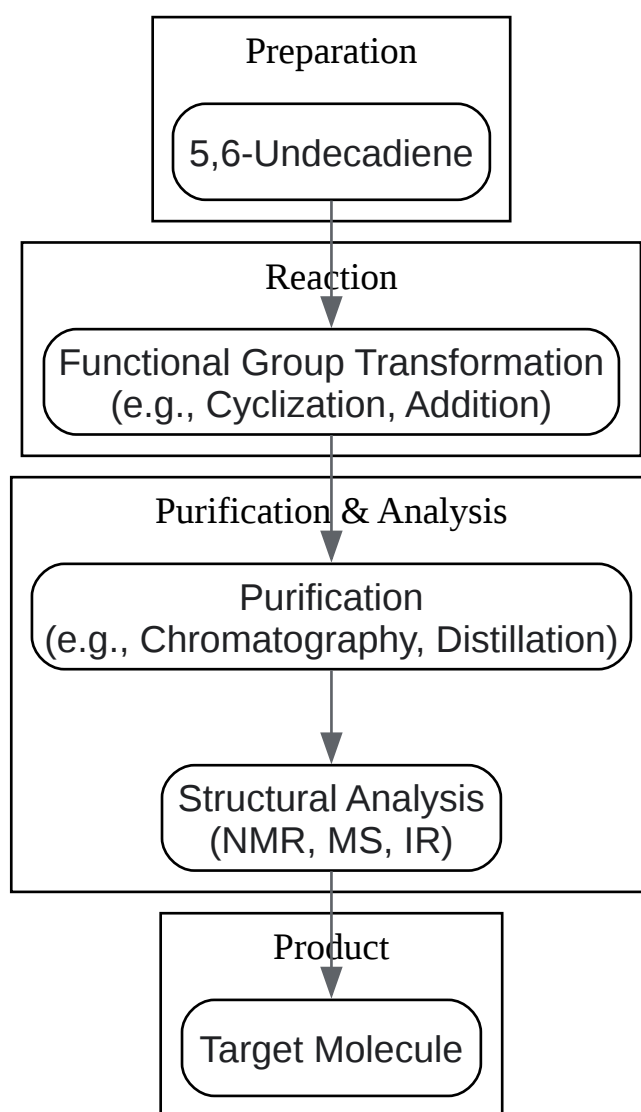 Preparation
5,6-Undecadiene
Reaction
Functional Group Transformation
(e.g., Cyclization, Addition)
Purification & Analysis
Purification
(e.g., Chromatography, Distillation)
Structural Analysis
(NMR, MS, IR)
Product
Target Molecule